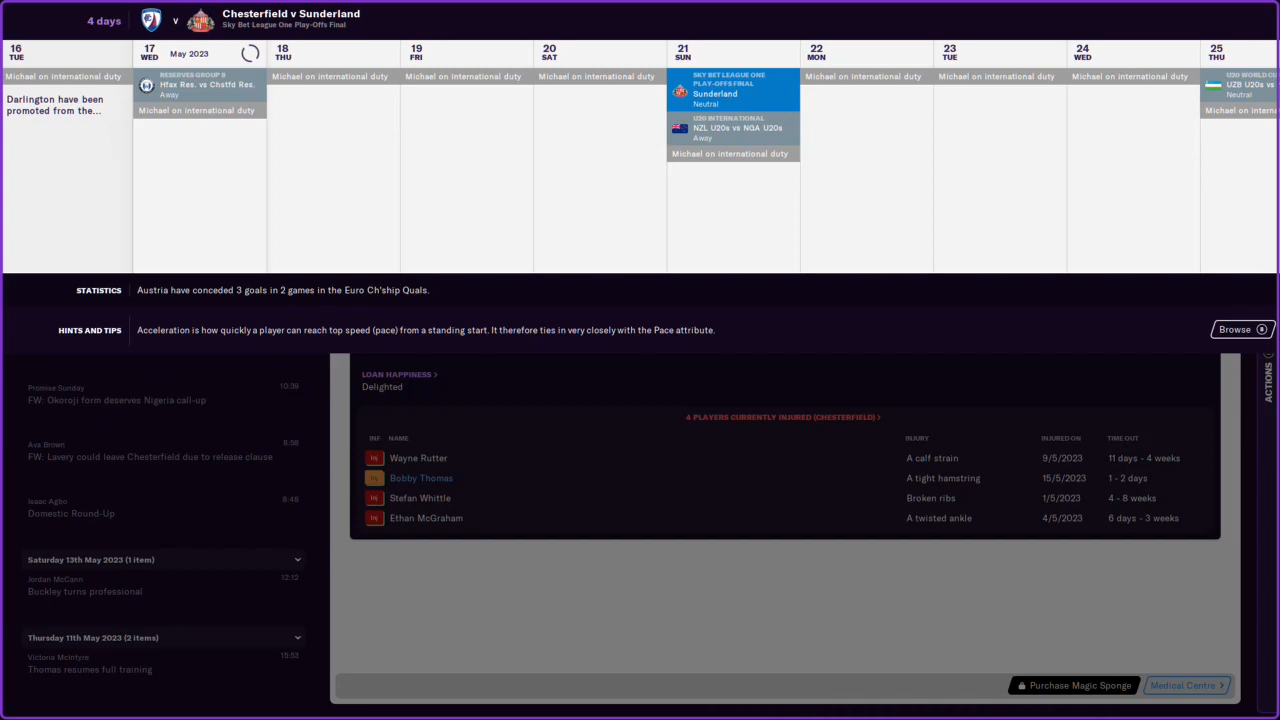 4 days
v
Chesterfield v Sunderland
Sky Bet League One Play-Offs Final
16
TUE
17
WED
May 2023
18
THU
19
FRI
20
SAT
21
SUN
22
MON
23
TUE
24
WED
25
THU
Michael on international duty
Darlington have been
promoted from the...
RESERVES GROUP B
Hfax Res. vs Chstfd Res.
Away
Michael on international duty
Michael on international duty
Michael on international duty
Michael on international duty
SKY BET LEAGUE ONE
PLAY-OFFS FINAL
Sunderland
Neutral
U20 INTERNATIONAL
NZL U20s vs NGA U20s
Away
Michael on international duty
Michael on international duty
Michael on international duty
Michael on international duty
U20 WORLD CU
UZB U20s vs
Neutral
Michael on intern
STATISTICS
Austria have conceded 3 goals in 2 games in the Euro Ch'ship Quals.
HINTS AND TIPS
Acceleration is how quickly a player can reach top speed (pace) from a standing start. It therefore ties in very closely with the Pace attribute.
Browse
Promise Sunday
10:39
FW: Okoroji form deserves Nigeria call-up
Ava Brown
8:58
FW: Lavery could leave Chesterfield due to release clause
Isaac Agbo
8:48
Domestic Round-Up
Saturday 13th May 2023 (1 item)
Jordan McCann
12:12
Buckley turns professional
Thursday 11th May 2023 (2 items)
Victoria McIntyre
15:53
Thomas resumes full training
LOAN HAPPINESS >
Delighted
4 PLAYERS CURRENTLY INJURED (CHESTERFIELD) >
INF NAME INJURY INJURED ON TIME OUT
Inj Wayne Rutter A calf strain 9/5/2023 11 days - 4 weeks
Inj Bobby Thomas A tight hamstring 15/5/2023 1 - 2 days
Inj Stefan Whittle Broken ribs 1/5/2023 4 - 8 weeks
Inj Ethan McGraham A twisted ankle 4/5/2023 6 days - 3 weeks
Purchase Magic Sponge
Medical Centre >
ACTIONS